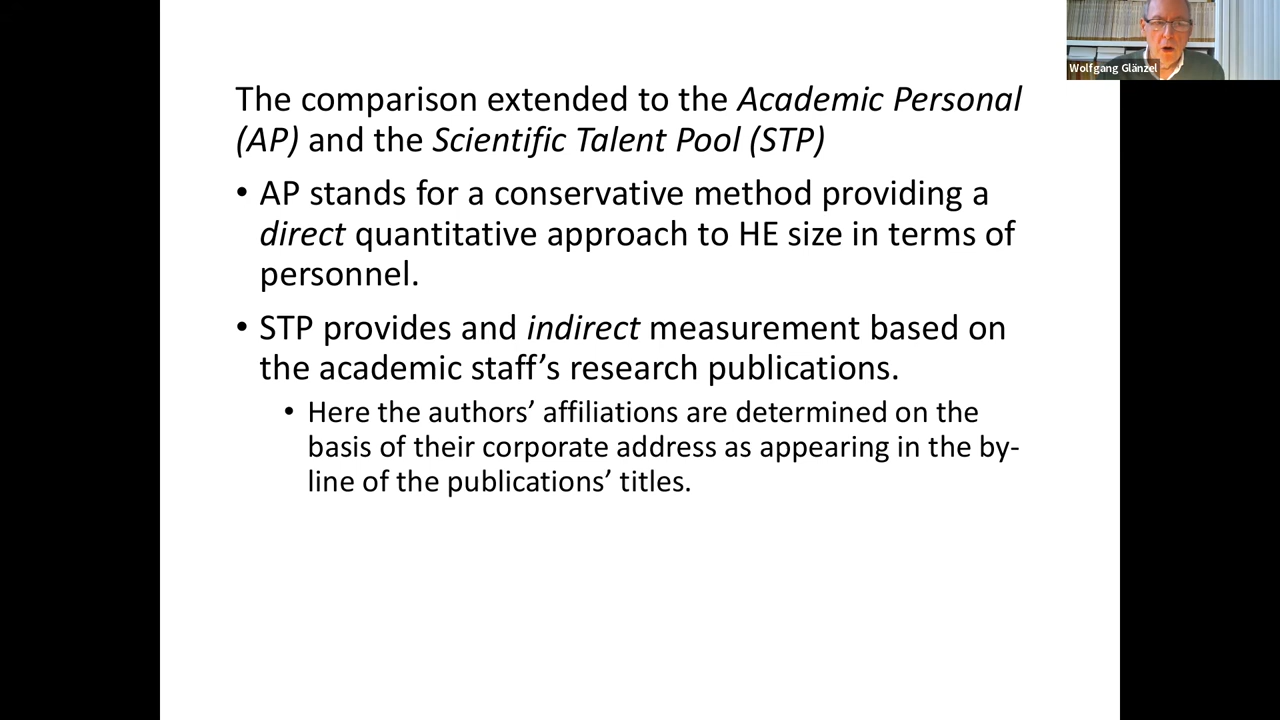 Wolfgang Glänzel
The comparison extended to the Academic Personal
(AP) and the Scientific Talent Pool (STP)
• AP stands for a conservative method providing a
direct quantitative approach to HE size in terms of
personnel.
• STP provides and indirect measurement based on
the academic staff’s research publications.
• Here the authors’ affiliations are determined on the
basis of their corporate address as appearing in the by-
line of the publications’ titles.